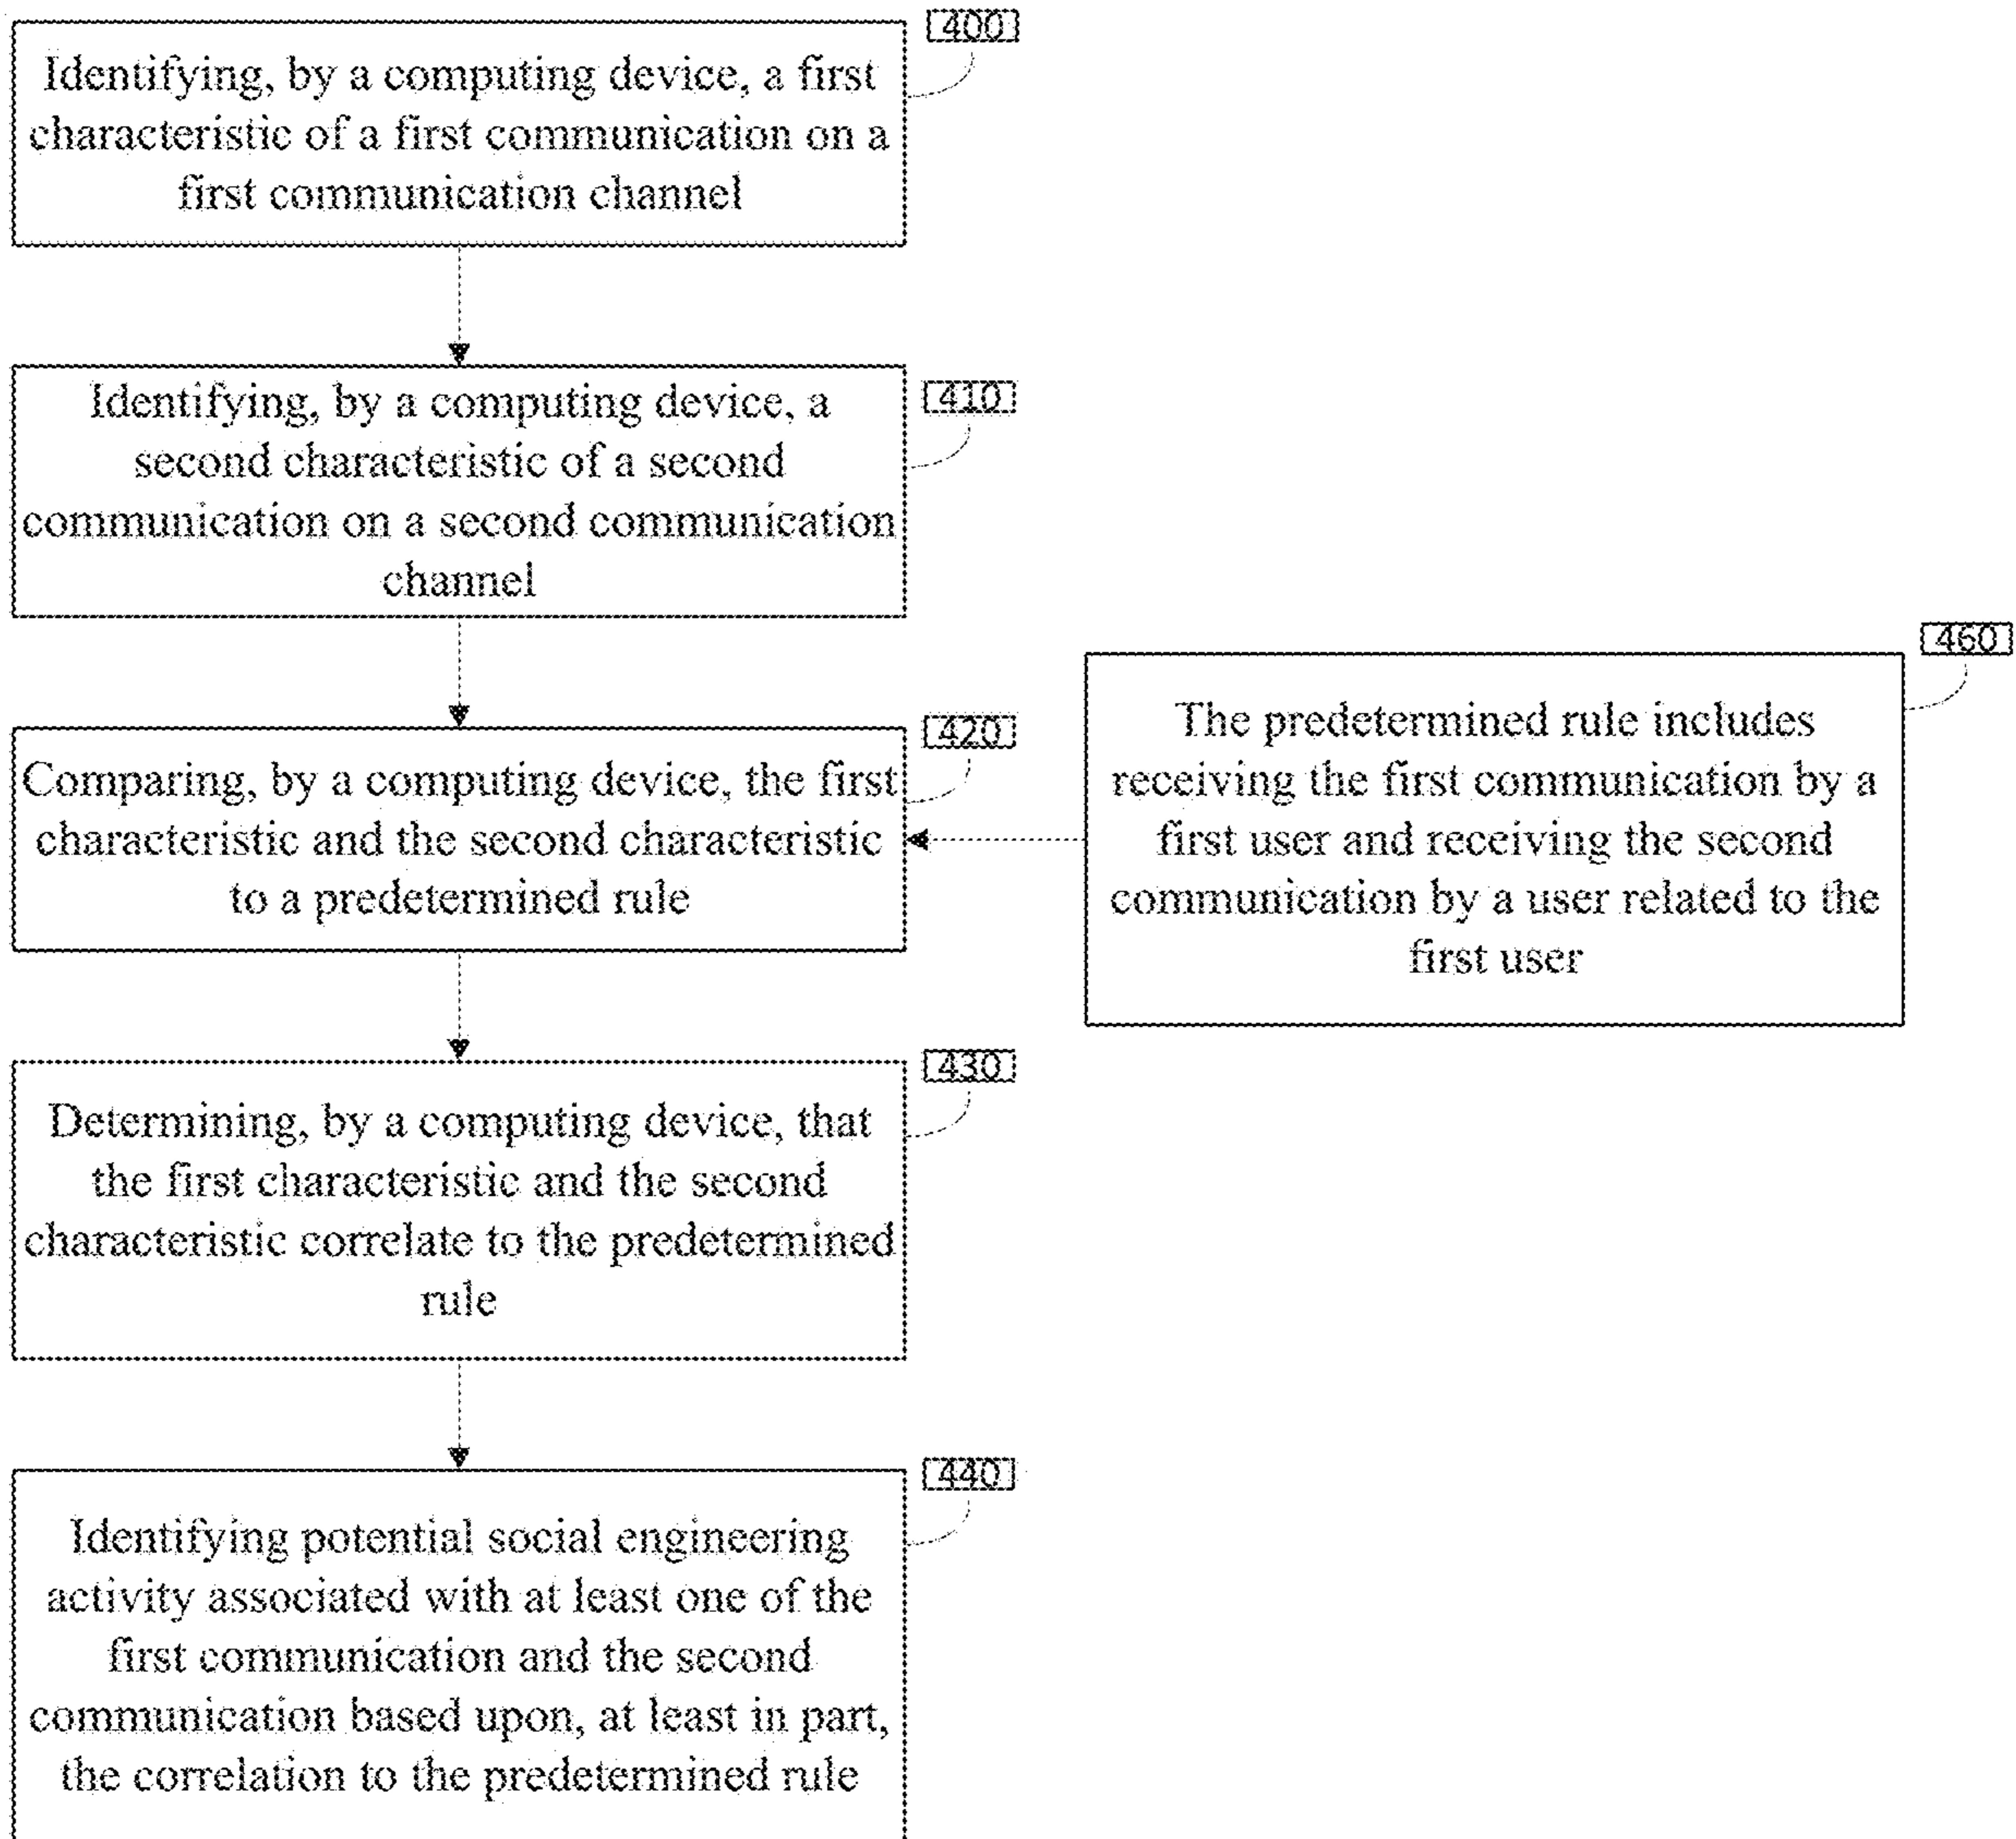 400
Identifying, by a computing device, a first
characteristic of a first communication on a
first communication channel
410
Identifying, by a computing device, a
second characteristic of a second
communication on a second communication
channel
420
Comparing, by a computing device, the first
characteristic and the second characteristic
to a predetermined rule
460
The predetermined rule includes
receiving the first communication by a
first user and receiving the second
communication by a user related to the
first user
430
Determining, by a computing device, that
the first characteristic and the second
characteristic correlate to the predetermined
rule
440
Identifying potential social engineering
activity associated with at least one of the
first communication and the second
communication based upon, at least in part,
the correlation to the predetermined rule